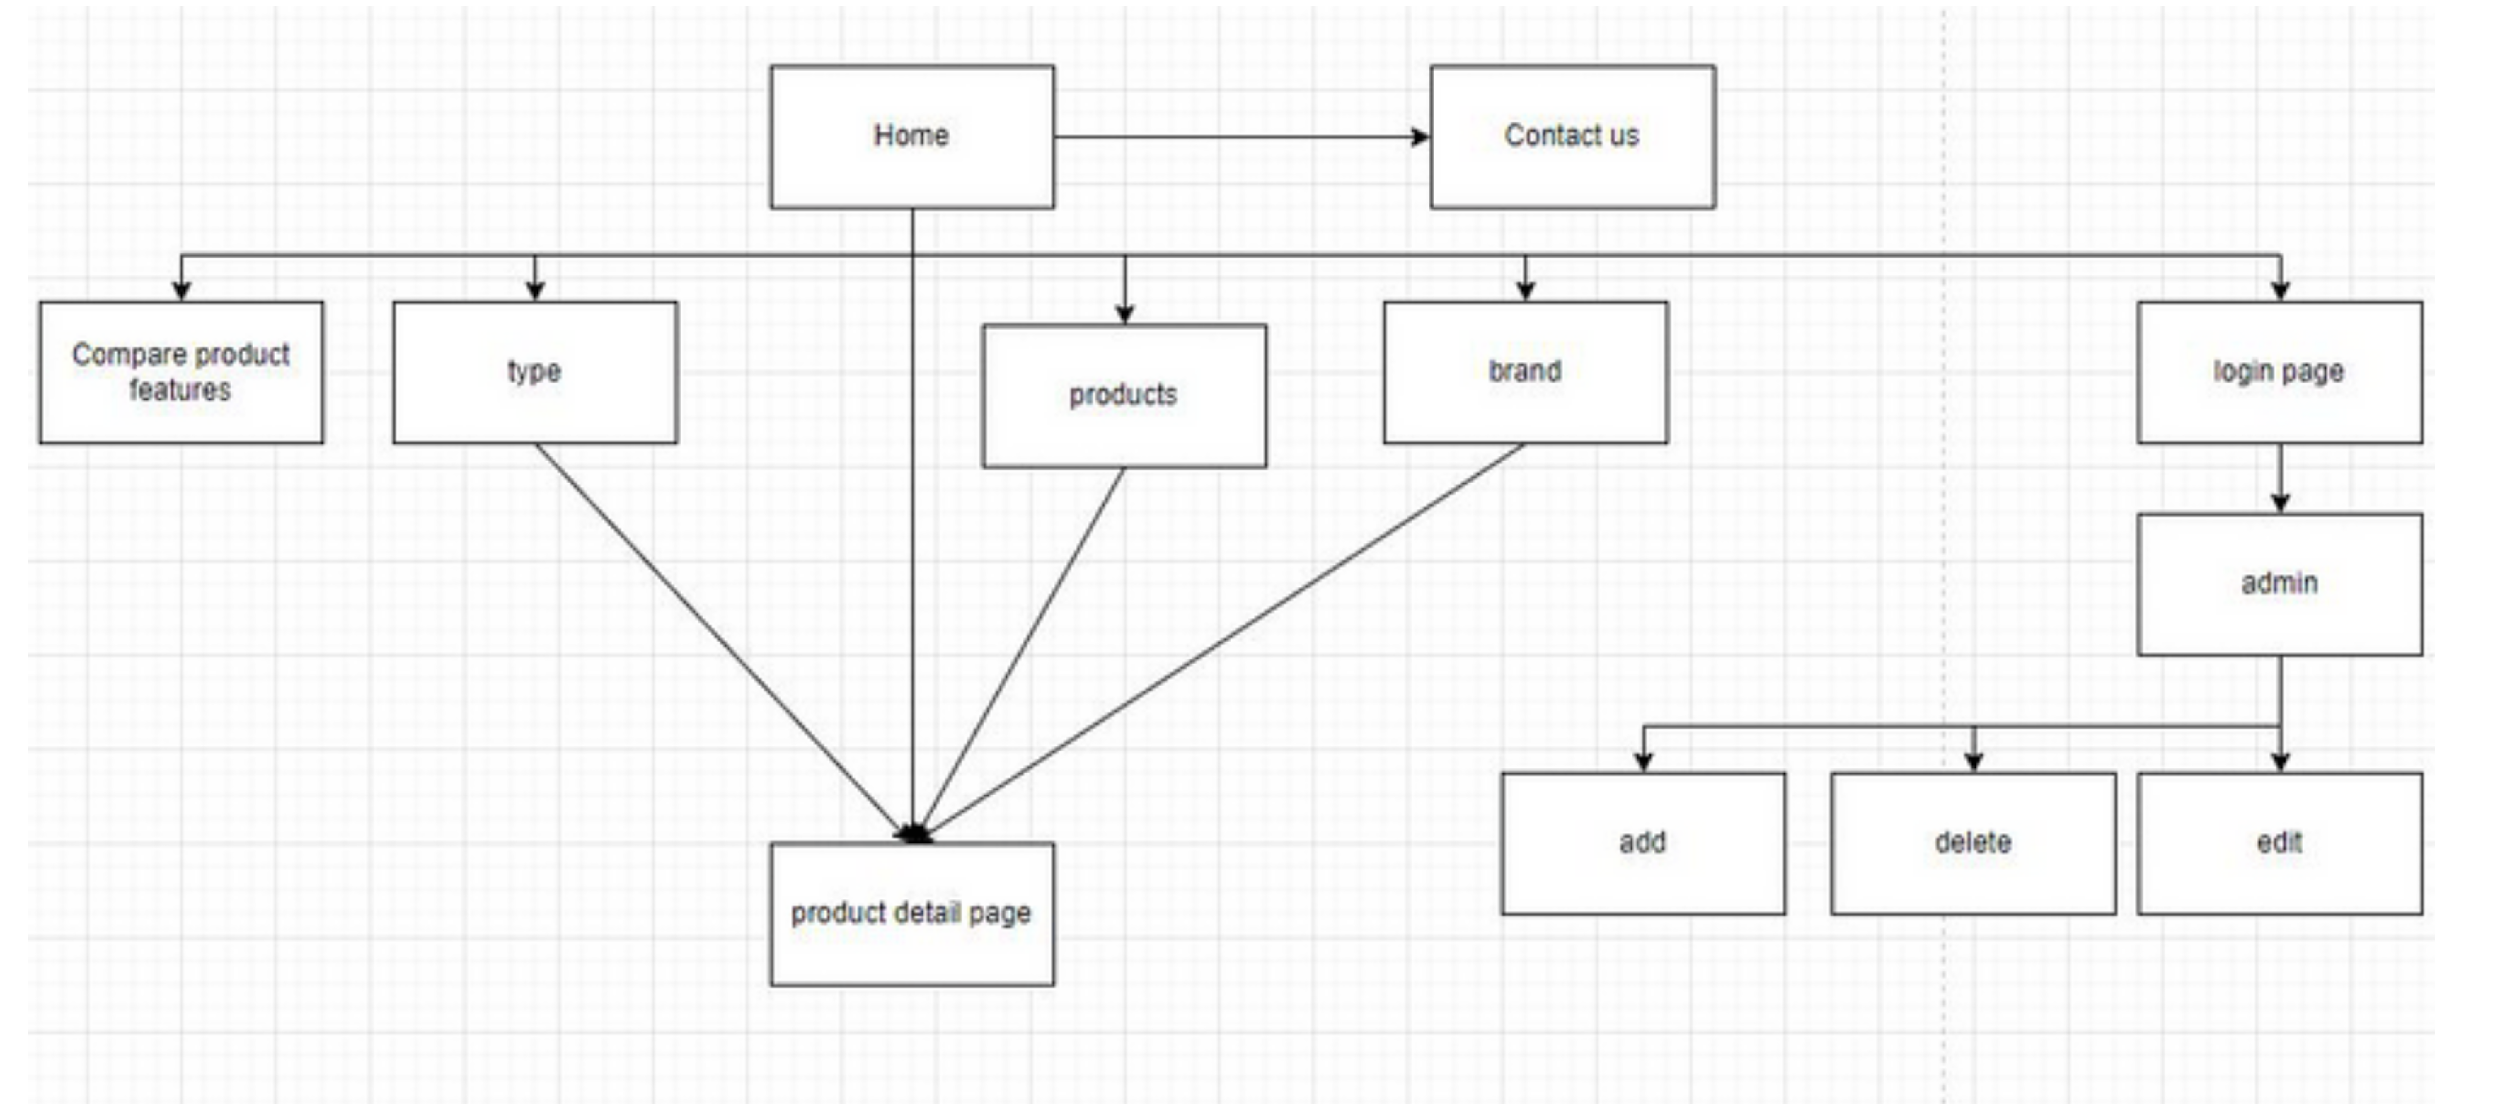 Home
Contact us
Compare product
features
type
products
brand
login page
admin
add
delete
edit
product detail page